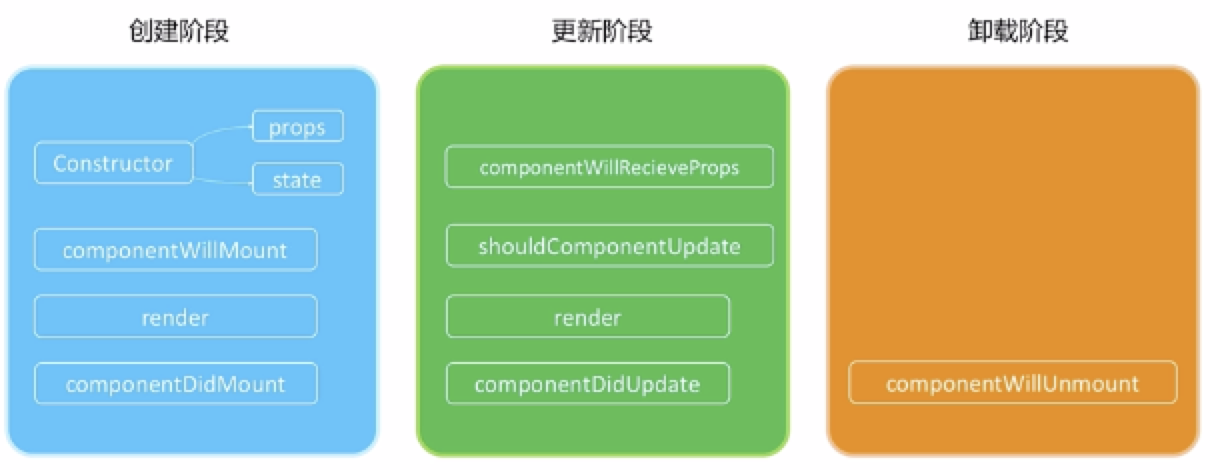 创建阶段
Constructor
props
state
componentWillMount
render
componentDidMount
更新阶段
componentWillRecieveProps
shouldComponentUpdate
render
componentDidUpdate
卸载阶段
componentWillUnmount